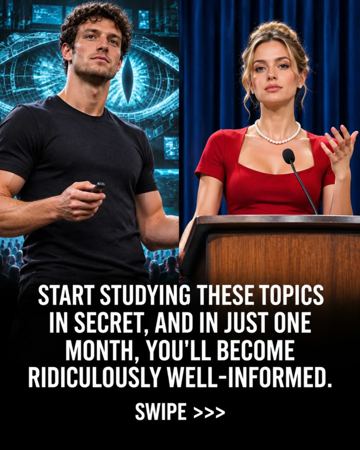 START STUDYING THESE TOPICS
IN SECRET, AND IN JUST ONE
MONTH, YOU'LL BECOME
RIDICULOUSLY WELL-INFORMED.
SWIPE >>>